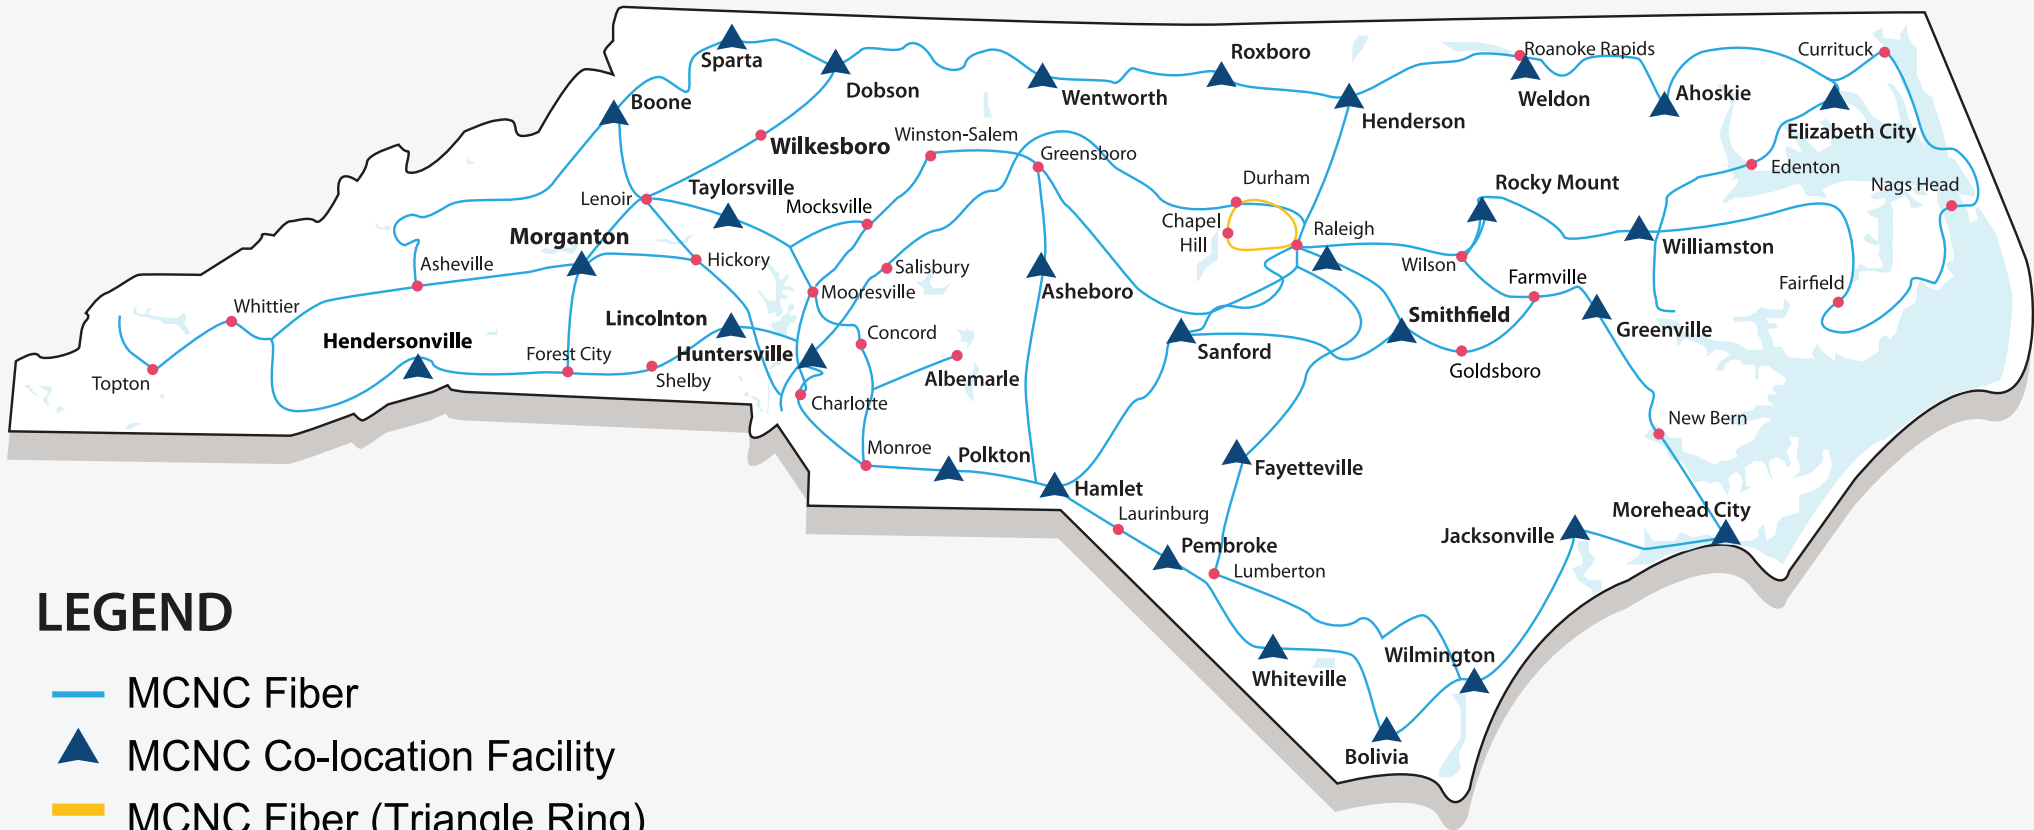 Sparta
Dobson
Boone
Wentworth
Roxboro
Henderson
Roanoke Rapids
Weldon
Ahoskie
Currituck
Elizabeth City
Edenton
Nags Head
Wilkesboro
Winston-Salem
Greensboro
Lenoir
Taylorsville
Mocksville
Durham
Chapel
Hill
Raleigh
Rocky Mount
Wilson
Williamston
Fairfield
Morganton
Asheville
Hickory
Salisbury
Mooresville
Asheboro
Farmville
Greenville
Whittier
Topton
Hendersonville
Lincolnton
Forest City
Shelby
Huntersville
Concord
Albemarle
Charlotte
Sanford
Smithfield
Goldsboro
New Bern
Monroe
Polkton
Hamlet
Fayetteville
Laurinburg
Pembroke
Lumberton
Jacksonville
Morehead City
Whiteville
Wilmington
Bolivia
LEGEND
MCNC Fiber
MCNC Co-location Facility
MCNC Fiber (Triangle Ring)